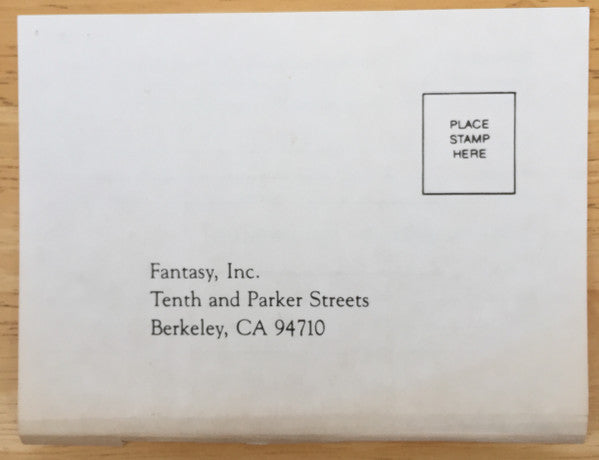 PLACE
STAMP
HERE
Fantasy, Inc.
Tenth and Parker Streets
Berkeley, CA 94710